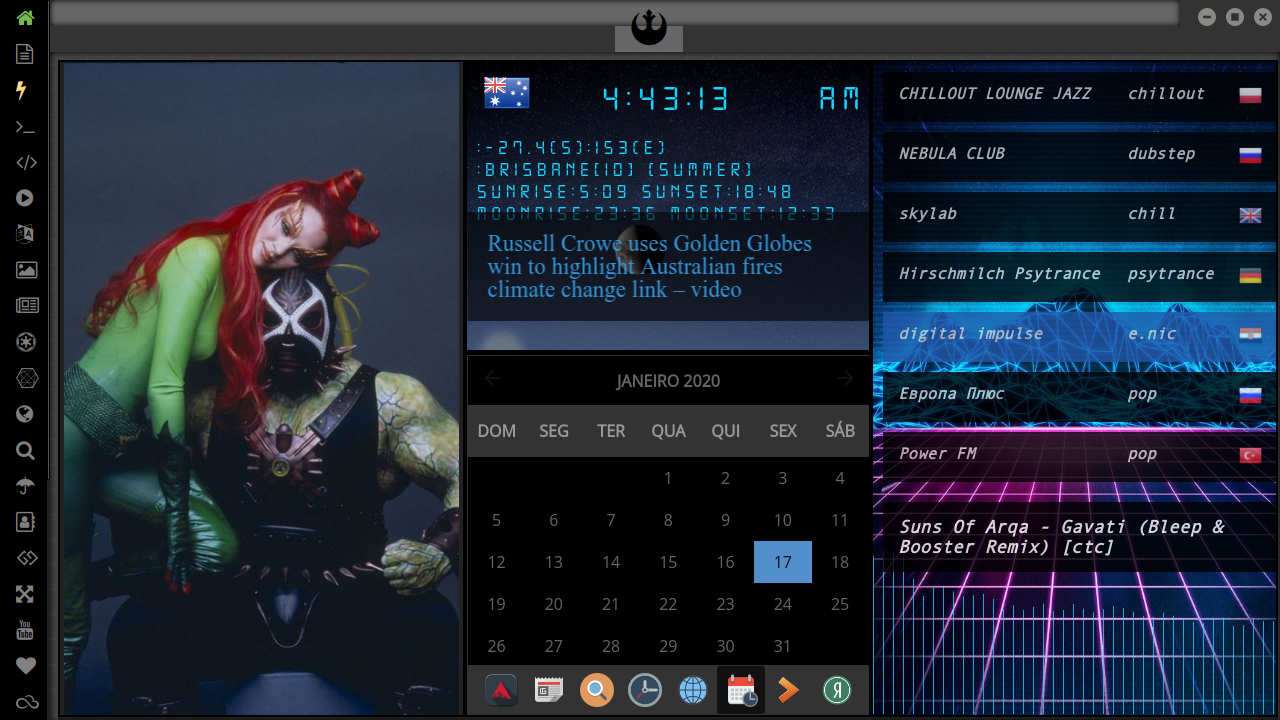 4:43:13 AM
:-27.4(S):153(E)
:BRISBANE(10) (SUMMER)
SUNRISE:5:09 SUNSET:18:48
MOONRISE:23:36 MOONSET:12:33
Russell Crowe uses Golden Globes
win to highlight Australian fires
climate change link – video
JANEIRO 2020
DOM SEG TER QUA QUI SEX SÁB
1 2 3 4
5 6 7 8 9 10 11
12 13 14 15 16 17 18
19 20 21 22 23 24 25
26 27 28 29 30 31
CHILLOUT LOUNGE JAZZ chillout
NEBULA CLUB dubstep
skylab chill
Hirschmilch Psytrance psytrance
digital impulse e.nic
Европа Плюс pop
Power FM pop
Suns Of Arqa - Gavati (Bleep &
Booster Remix) [ctc]
You
Tube
Я